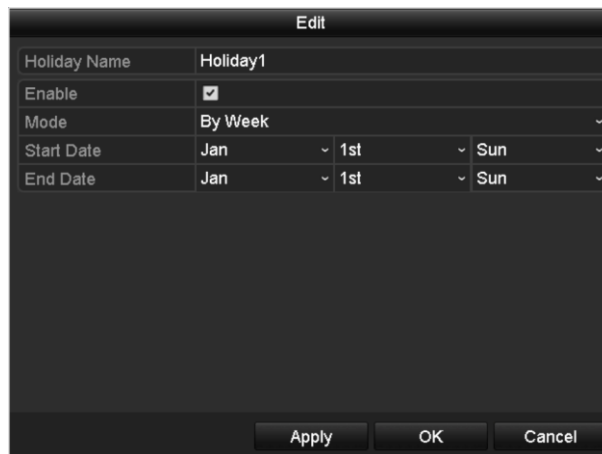 Edit
Holiday Name Holiday1
Enable
Mode By Week
Start Date Jan 1st Sun
End Date Jan 1st Sun
Apply OK Cancel